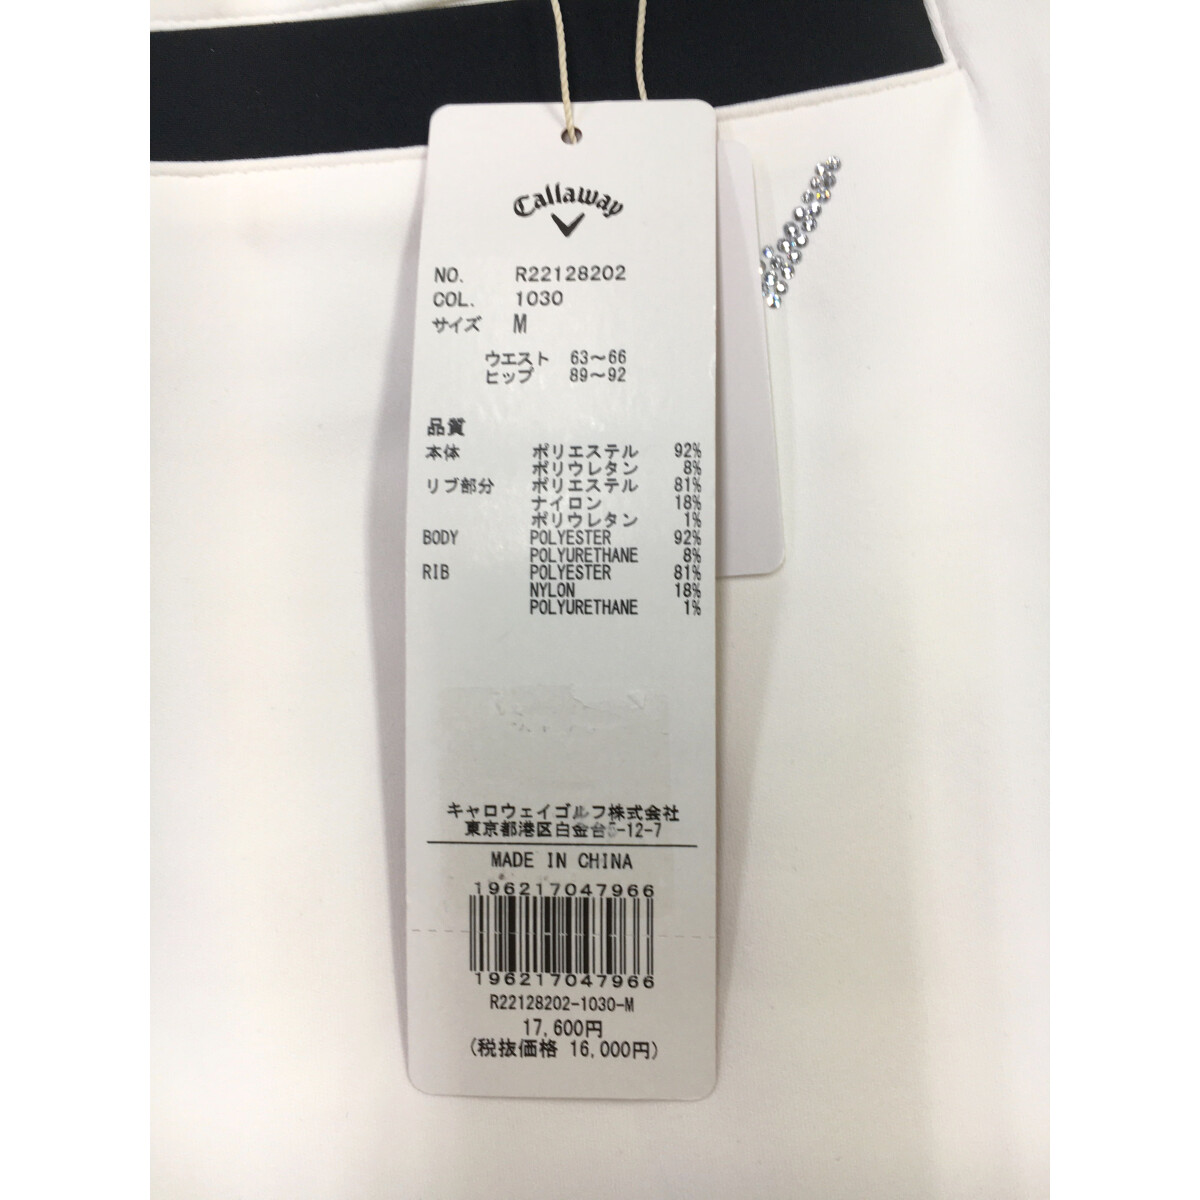 Callaway
NO. R22128202
COL. 1030
サイズ M
ウエスト 63〜66
ヒップ 89〜92
品質
本体 ポリエステル 92%
ポリウレタン 8%
リブ部分 ポリエステル 81%
ナイロン 18%
ポリウレタン 1%
BODY POLYESTER 92%
POLYURETHANE 8%
RIB POLYESTER 81%
NYLON 18%
POLYURETHANE 1%
キャロウェイゴルフ株式会社
東京都港区白金台5-12-7
MADE IN CHINA
196217047966
196217047966
R22128202-1030-M
17,600円
(税抜価格 16,000円)